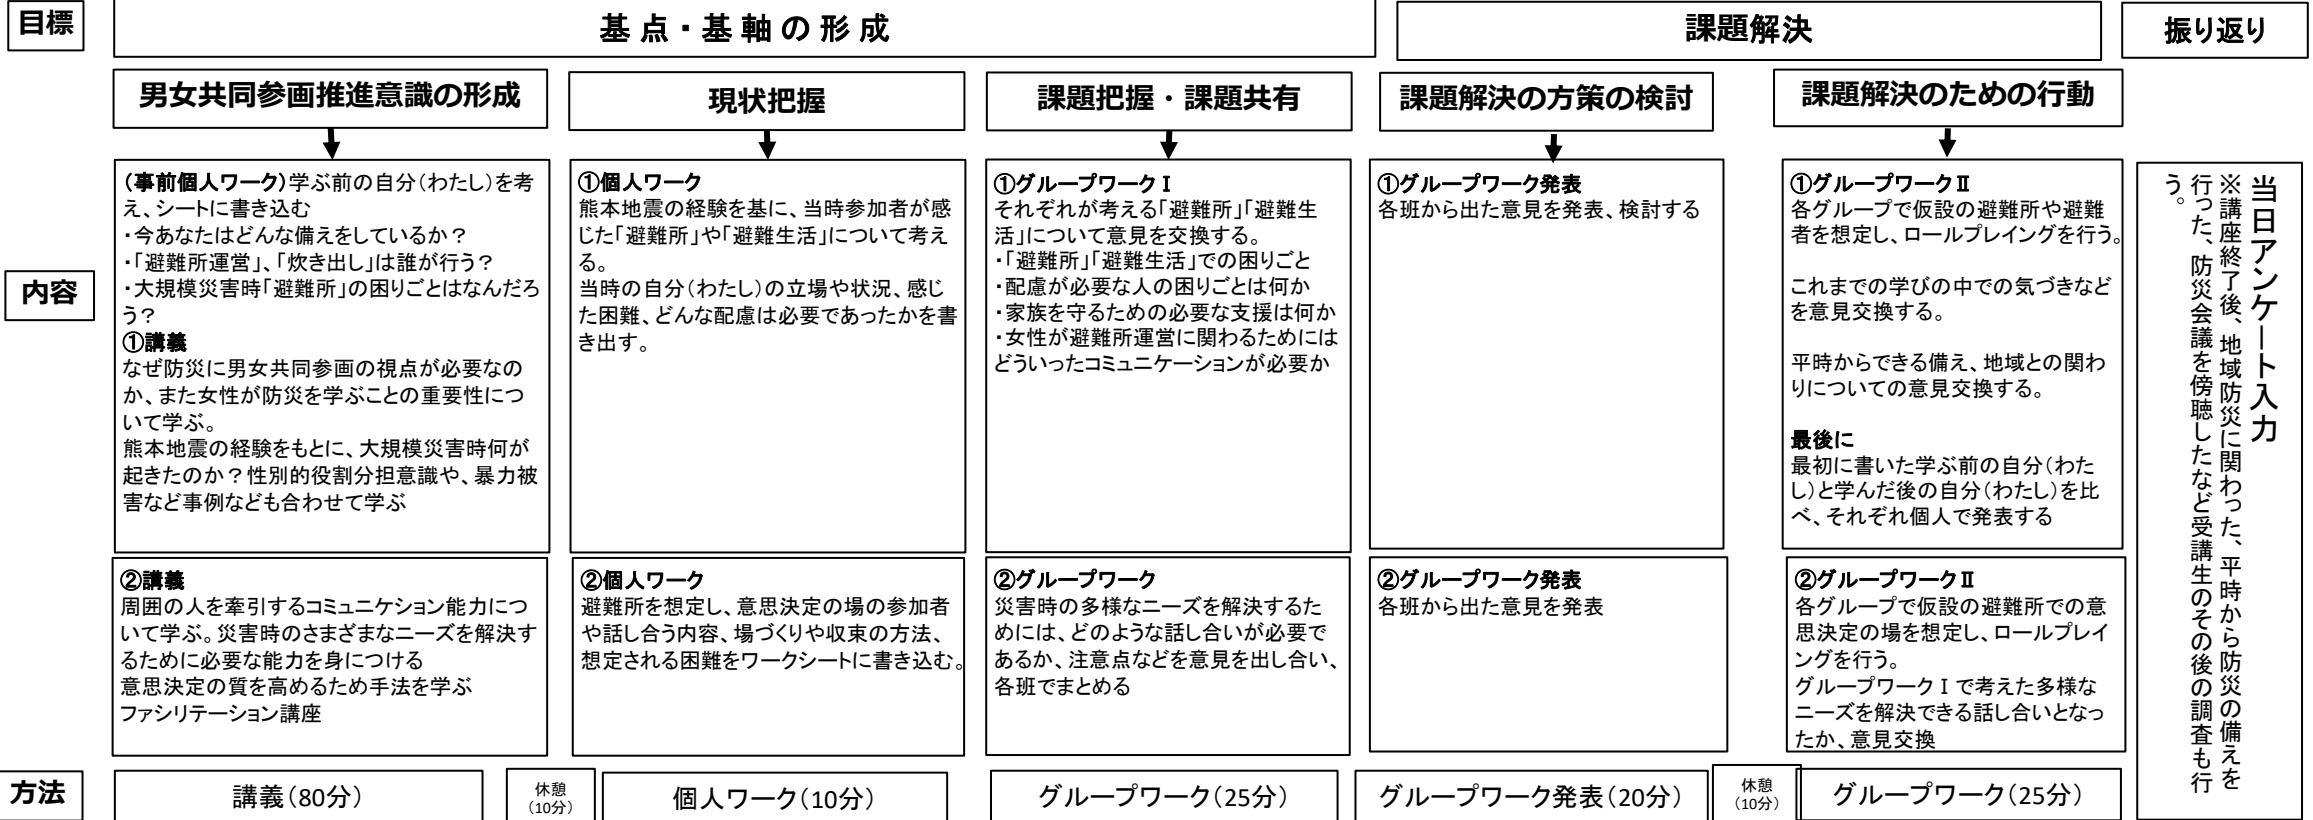 目標
基 点・基 軸 の 形 成
課題解決
振り返り
男女共同参画推進意識の形成
現状把握
課題把握・課題共有
課題解決の方策の検討
課題解決のための行動
内容
(事前個人ワーク)学ぶ前の自分(わたし)を考
え、シートに書き込む
・今あなたはどんな備えをしているか？
・「避難所運営」、「炊き出し」は誰が行う？
・大規模災害時「避難所」の困りごとはなんだろ
う？
①講義
なぜ防災に男女共同参画の視点が必要なの
か、また女性が防災を学ぶことの重要性につ
いて学ぶ。
熊本地震の経験をもとに、大規模災害時何が
起きたのか？性別的役割分担意識や、暴力被
害など事例なども合わせて学ぶ
①個人ワーク
熊本地震の経験を基に、当時参加者が感
じた「避難所」や「避難生活」について考え
る。
当時の自分(わたし)の立場や状況、感じ
た困難、どんな配慮は必要であったかを書
き出す。
①グループワークⅠ
それぞれが考える「避難所」「避難生
活」について意見を交換する。
・「避難所」「避難生活」での困りごと
・配慮が必要な人の困りごとは何か
・家族を守るための必要な支援は何か
・女性が避難所運営に関わるためには
どういったコミュニケーションが必要か
①グループワーク発表
各班から出た意見を発表、検討する
①グループワークⅡ
各グループで仮設の避難所や避難
者を想定し、ロールプレイングを行う。
これまでの学びの中での気づきなど
を意見交換する。
平時からできる備え、地域との関わ
りについての意見交換する。
最後に
最初に書いた学ぶ前の自分(わた
し)と学んだ後の自分(わたし)を比
べ、それぞれ個人で発表する
②講義
周囲の人を牽引するコミュニケション能力につ
いて学ぶ。災害時のさまざまなニーズを解決す
るために必要な能力を身につける
意思決定の質を高めるため手法を学ぶ
ファシリテーション講座
②個人ワーク
避難所を想定し、意思決定の場の参加者
や話し合う内容、場づくりや収束の方法、
想定される困難をワークシートに書き込む。
②グループワーク
災害時の多様なニーズを解決するた
めには、どのような話し合いが必要で
あるか、注意点などを意見を出し合い、
各班でまとめる
②グループワーク発表
各班から出た意見を発表
②グループワークⅡ
各グループで仮設の避難所での意
思決定の場を想定し、ロールプレイ
ングを行う。
グループワークⅠで考えた多様な
ニーズを解決できる話し合いとなっ
たか、意見交換
当日アンケート入力
※講座終了後、地域防災に関わった、平時から防災の備えを
行った、防災会議を傍聴したなど受講生のその後の調査も行
う。
方法
講義(80分)
休憩
(10分)
個人ワーク(10分)
グループワーク(25分)
グループワーク発表(20分)
休憩
(10分)
グループワーク(25分)